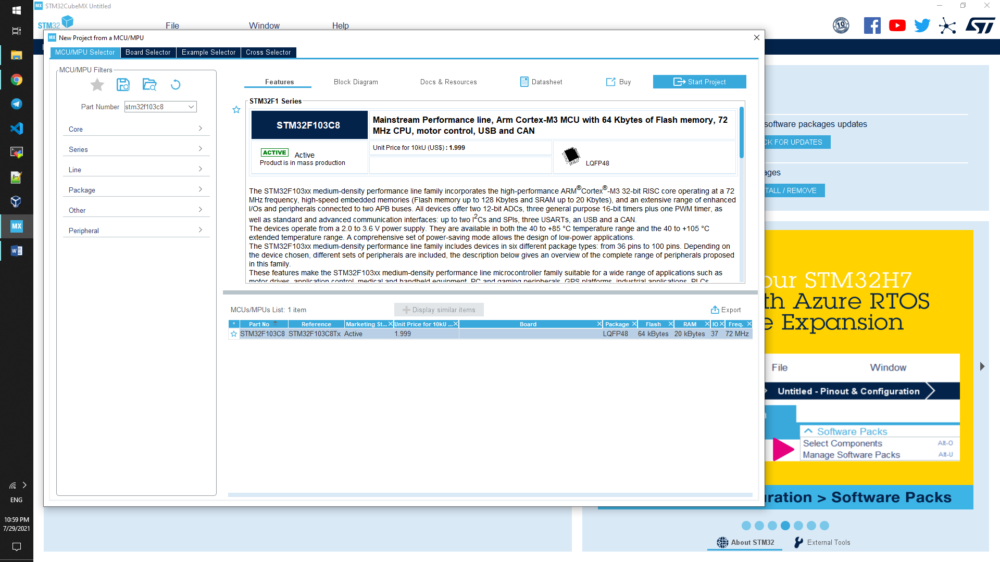 STM32CubeMX Untitled
STM32
File
Window
Help
10
New Project from a MCU/MPU
MCU/MPU Selector
Board Selector
Example Selector
Cross Selector
MCU/MPU Filters
Part Number
stm32f103c8
Core
Series
Line
Package
Other
Peripheral
Features
Block Diagram
Docs & Resources
Datasheet
Buy
Start Project
STM32F1 Series
STM32F103C8
Mainstream Performance line, Arm Cortex-M3 MCU with 64 Kbytes of Flash memory, 72
MHz CPU, motor control, USB and CAN
ACTIVE
Active
Product is in mass production
Unit Price for 10kU (US$) : 1.999
LQFP48
The STM32F103xx medium-density performance line family incorporates the high-performance ARM®Cortex®-M3 32-bit RISC core operating at a 72
MHz frequency, high-speed embedded memories (Flash memory up to 128 Kbytes and SRAM up to 20 Kbytes), and an extensive range of enhanced
I/Os and peripherals connected to two APB buses. All devices offer two 12-bit ADCs, three general purpose 16-bit timers plus one PWM timer, as
well as standard and advanced communication interfaces: up to two I2Cs and SPIs, three USARTs, an USB and a CAN.
The devices operate from a 2.0 to 3.6 V power supply. They are available in both the 40 to +85 °C temperature range and the 40 to +105 °C
extended temperature range. A comprehensive set of power-saving mode allows the design of low-power applications.
The STM32F103xx medium-density performance line family includes devices in six different package types: from 36 pins to 100 pins. Depending on
the device chosen, different sets of peripherals are included, the description below gives an overview of the complete range of peripherals proposed
in this family.
These features make the STM32F103xx medium-density performance line microcontroller family suitable for a wide range of applications such as
motor drives, application control, medical and handheld equipment, PC and gaming peripherals, GPS platforms, industrial applications, PLCs,
MCUs/MPUs List: 1 item
Display similar items
Export
* Part No Reference Marketing St... Unit Price for 10kU ... Board Package Flash RAM IO Freq.
STM32F103C8 STM32F103C8Tx Active 1.999 LQFP48 64 kBytes 20 kBytes 37 72 MHz
software packages updates
CK FOR UPDATES
ages
TALL / REMOVE
our STM32H7
th Azure RTOS
e Expansion
File
Window
Untitled - Pinout & Configuration
Software Packs
Select Components Alt-O
Manage Software Packs Alt-U
uration > Software Packs
About STM32
External Tools
MX
MX
MX
W
ENG
10:59 PM
7/29/2021
ST